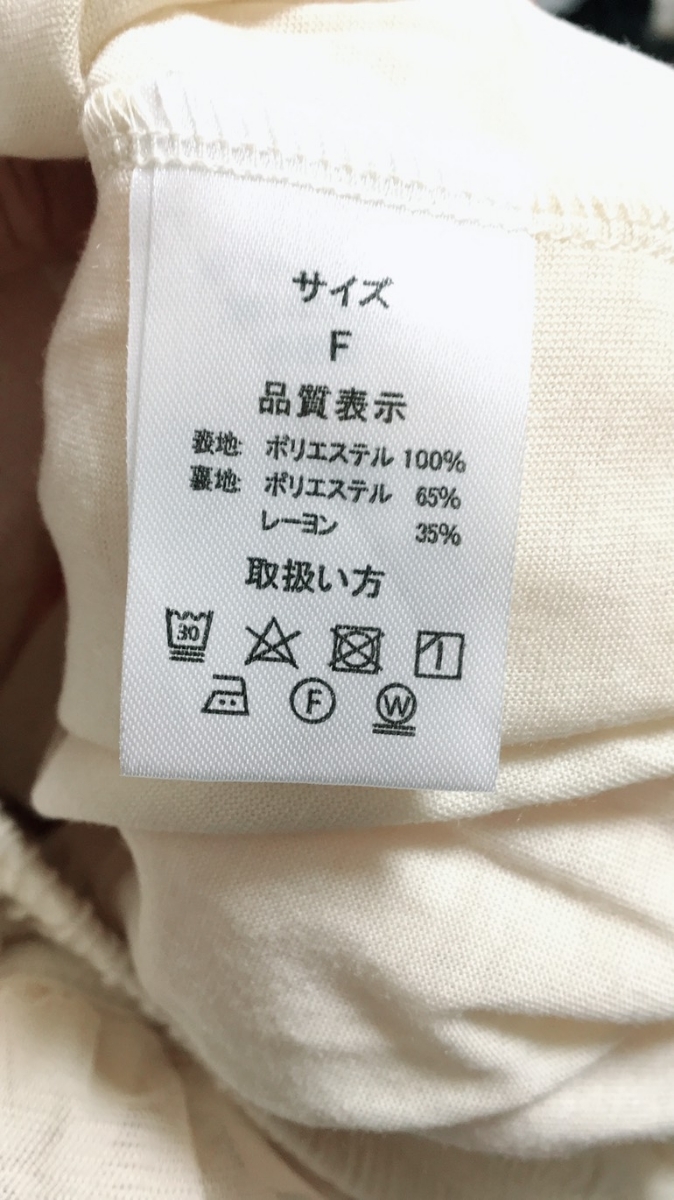 サイズ
F
品質表示
表地: ポリエステル 100%
裏地: ポリエステル 65%
レーヨン 35%
取扱い方
30
F W